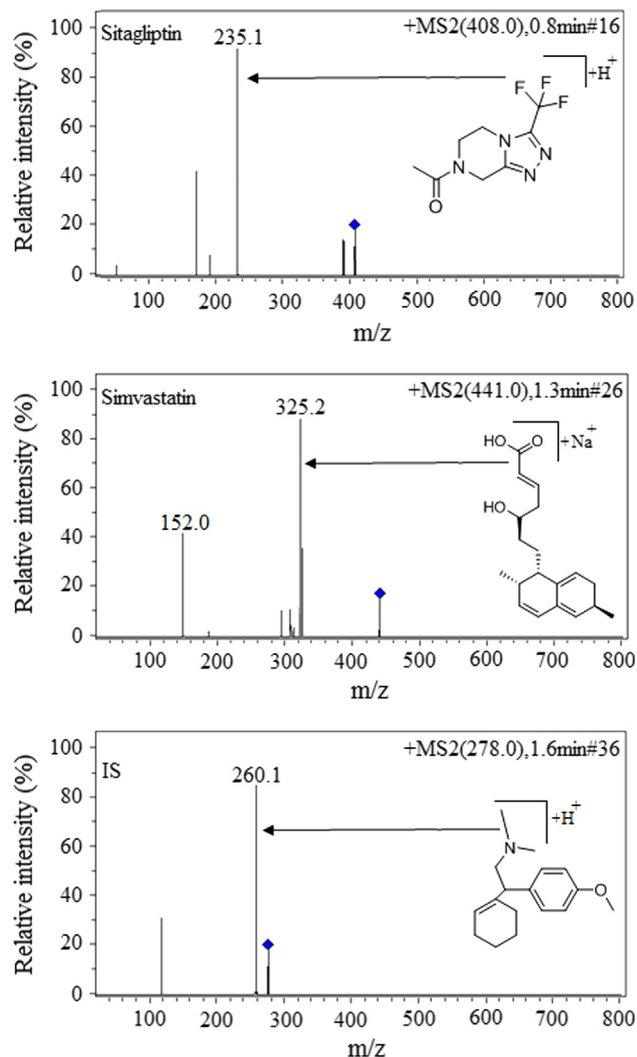 Sitagliptin
+MS2(408.0),0.8min#16
235.1
+H+
F
F
F
N
N
N
N
O
Relative intensity (%)
100
80
60
40
20
0
100 200 300 400 500 600 700 800
m/z
Simvastatin
+MS2(441.0),1.3min#26
325.2
152.0
+Na+
HO
O
HO
Relative intensity (%)
100
80
60
40
20
0
100 200 300 400 500 600 700 800
m/z
IS
+MS2(278.0),1.6min#36
260.1
+H+
N
O
Relative intensity (%)
100
80
60
40
20
0
100 200 300 400 500 600 700 800
m/z